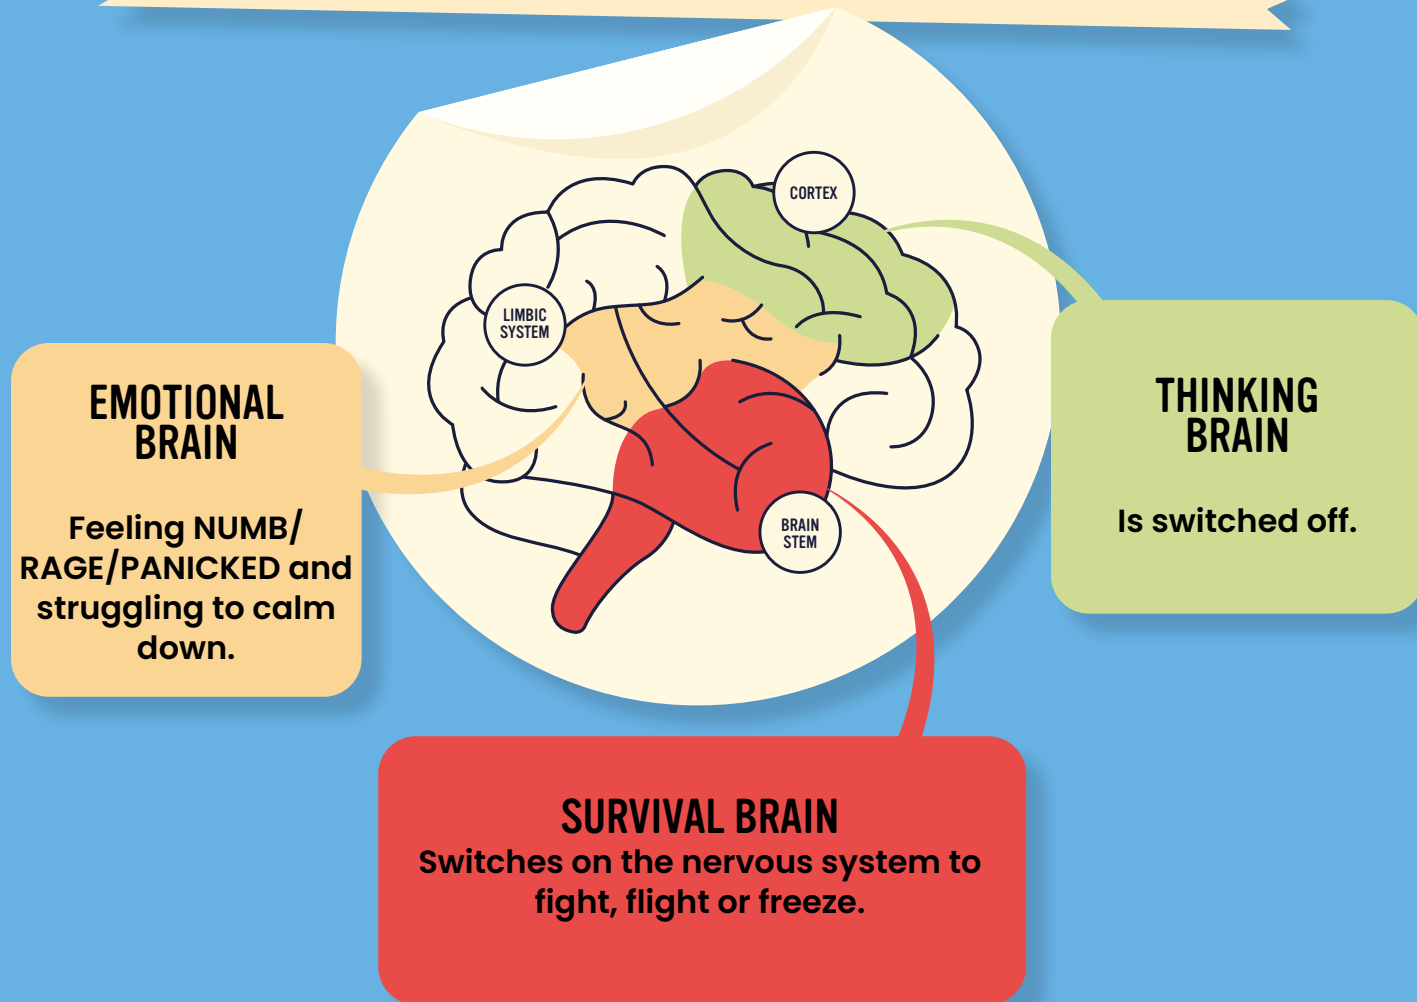 CORTEX
LIMBIC
SYSTEM
EMOTIONAL
BRAIN
Feeling NUMB/
RAGE/PANICKED and
struggling to calm
down.
THINKING
BRAIN
Is switched off.
BRAIN
STEM
SURVIVAL BRAIN
Switches on the nervous system to
fight, flight or freeze.